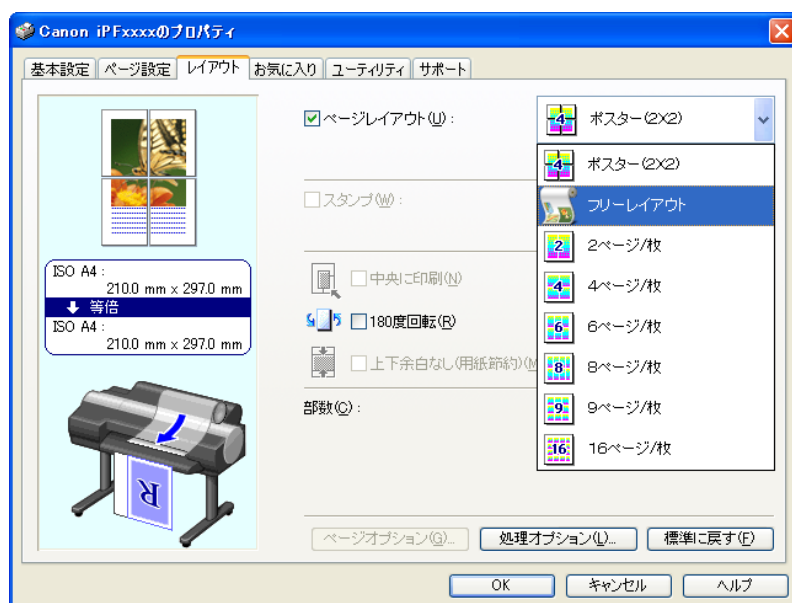 Canon iPFxxxxのプロパティ
基本設定 ページ設定 レイアウト お気に入り ユーティリティ サポート
ページレイアウト(U) :
4 ポスター(2X2)
4 ポスター(2X2)
スタンプ(W) :
フリーレイアウト
2 2ページ/枚
ISO A4 :
210.0 mm x 297.0 mm
等倍
ISO A4 :
210.0 mm x 297.0 mm
中央に印刷(N)
4 4ページ/枚
180度回転(R)
6 6ページ/枚
上下余白なし(用紙節約)(M
8 8ページ/枚
部数(C) :
9 9ページ/枚
16 16ページ/枚
R
ページオプション(G)... 処理オプション(L)... 標準に戻す(F)
OK キャンセル ヘルプ